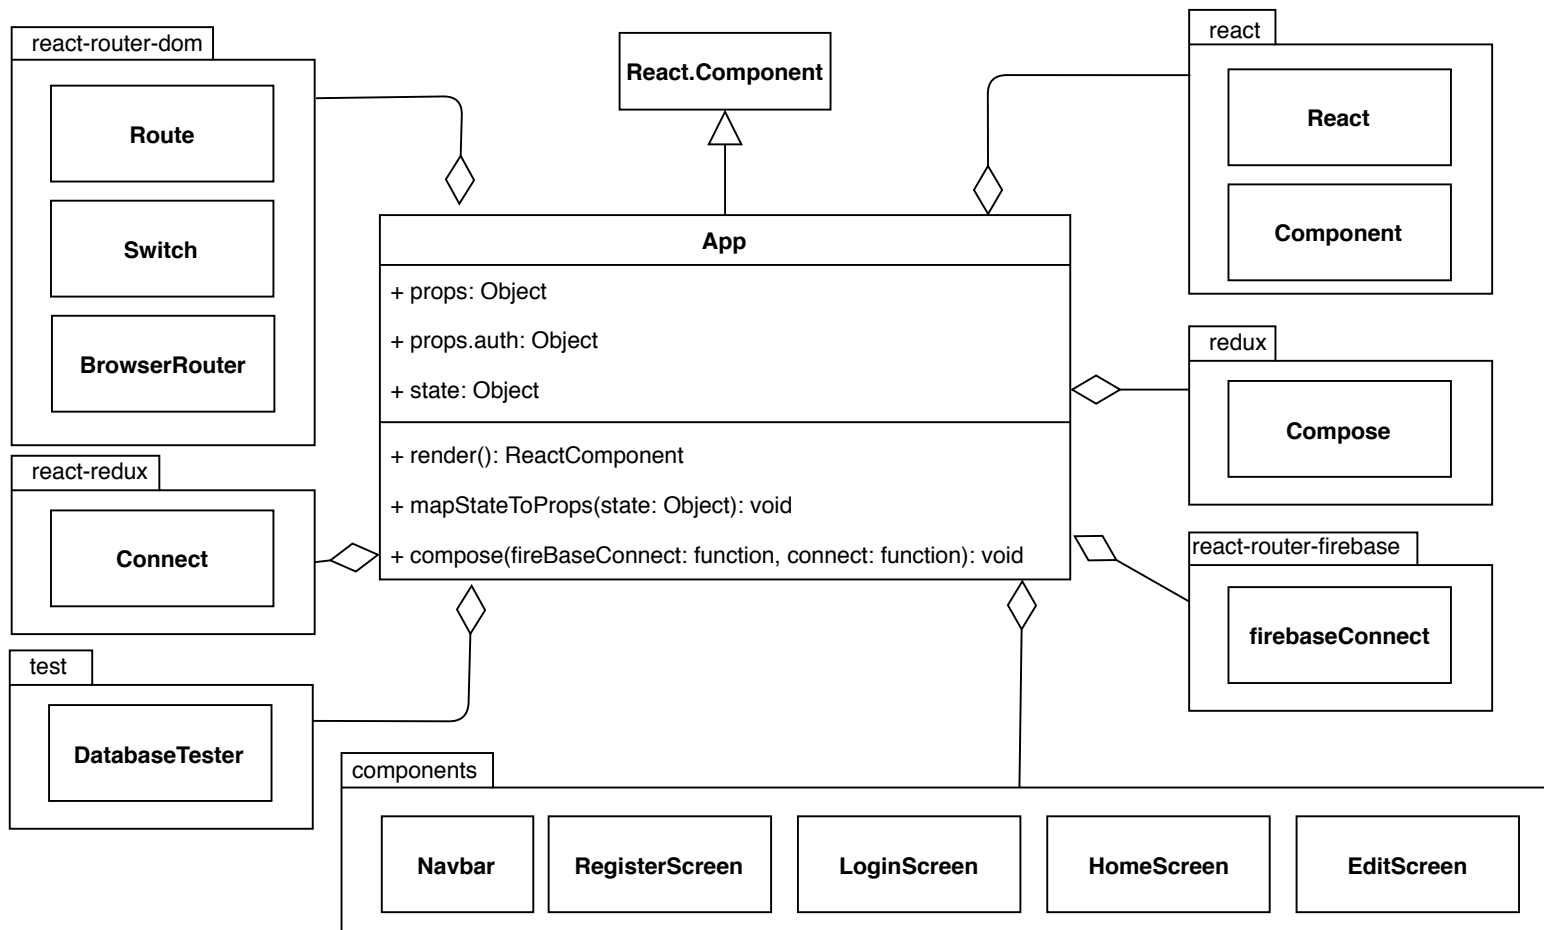 react-router-dom
Route
Switch
BrowserRouter
react-redux
Connect
test
DatabaseTester
React.Component
App
+ props: Object
+ props.auth: Object
+ state: Object
+ render(): ReactComponent
+ mapStateToProps(state: Object): void
+ compose(fireBaseConnect: function, connect: function): void
react
React
Component
redux
Compose
react-router-firebase
firebaseConnect
components
Navbar
RegisterScreen
LoginScreen
HomeScreen
EditScreen